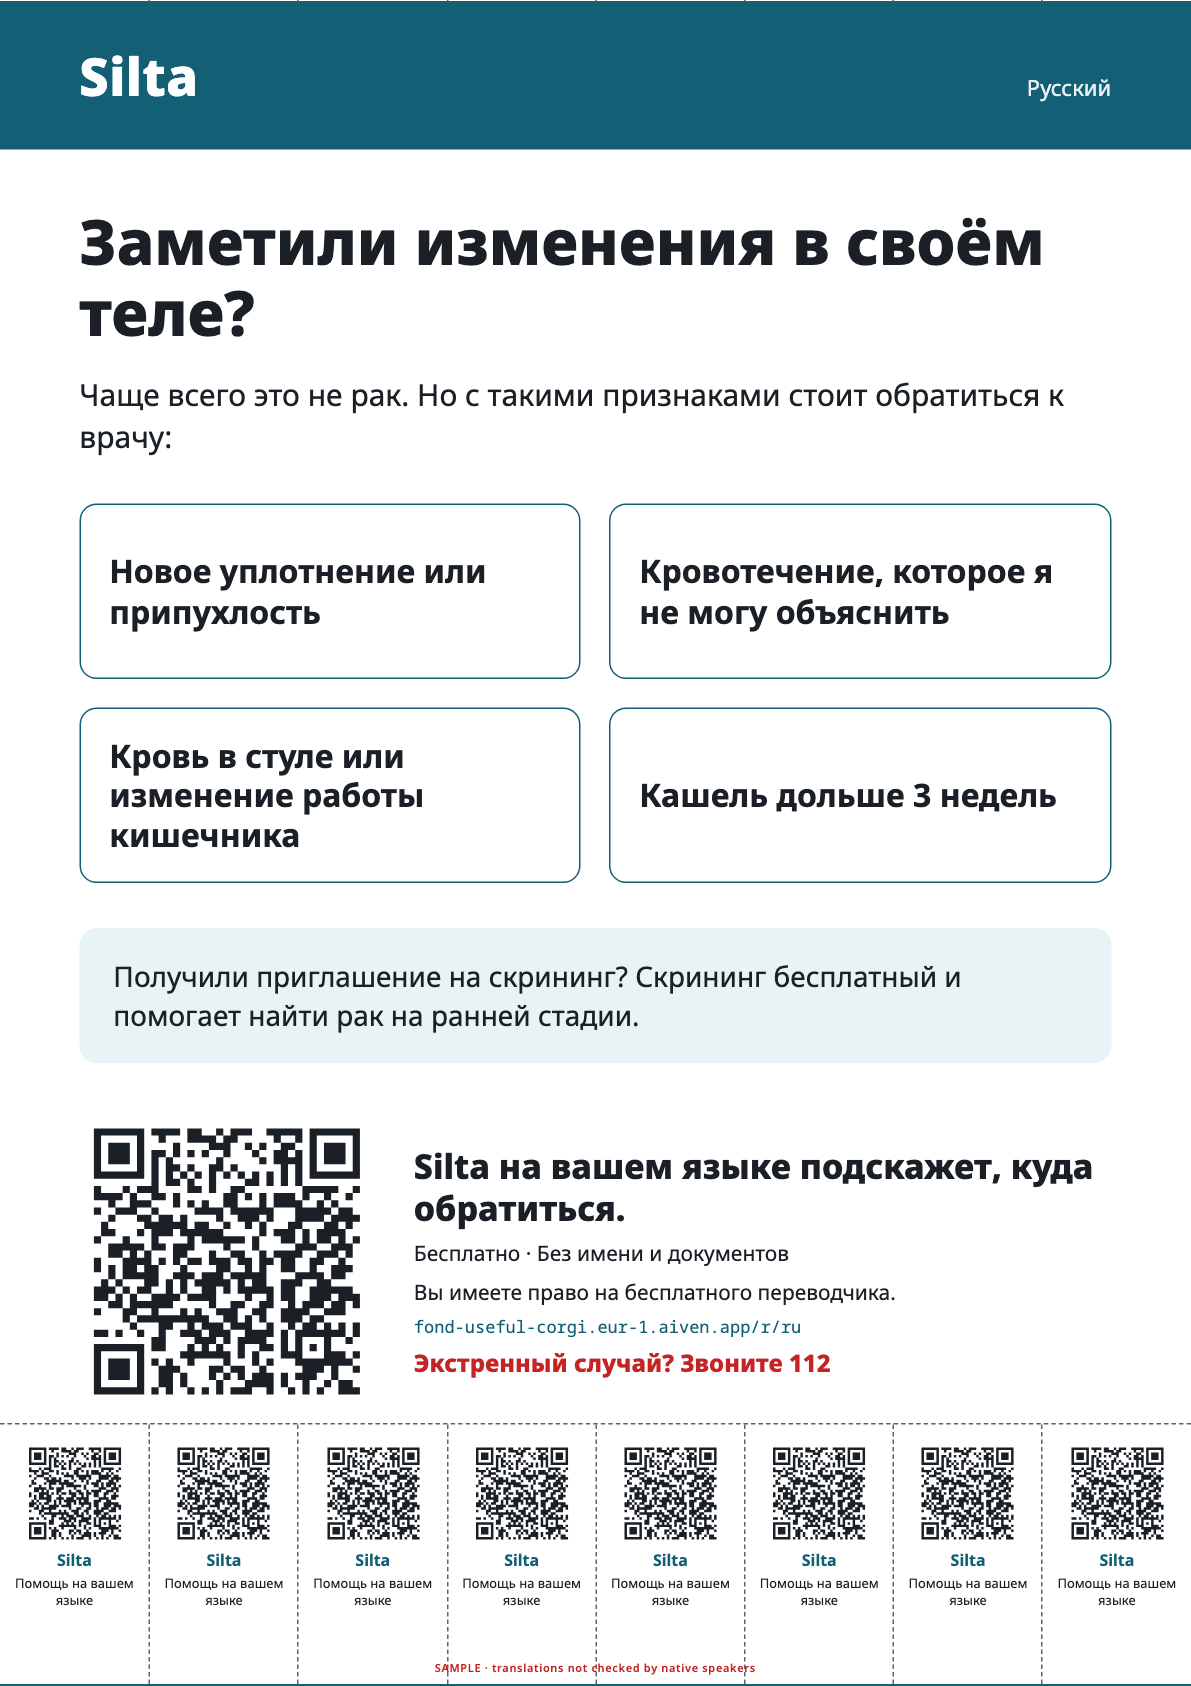 Silta
Русский
Заметили изменения в своём
теле?
Чаще всего это не рак. Но с такими признаками стоит обратиться к
врачу:
Новое уплотнение или
припухлость
Кровотечение, которое я
не могу объяснить
Кровь в стуле или
изменение работы
кишечника
Кашель дольше 3 недель
Получили приглашение на скрининг? Скрининг бесплатный и
помогает найти рак на ранней стадии.
Silta на вашем языке подскажет, куда
обратиться.
Бесплатно · Без имени и документов
Вы имеете право на бесплатного переводчика.
fond-useful-corgi.eur-1.aiven.app/r/ru
Экстренный случай? Звоните 112
Silta
Помощь на вашем
языке
Silta
Помощь на вашем
языке
Silta
Помощь на вашем
языке
Silta
Помощь на вашем
языке
Silta
Помощь на вашем
языке
Silta
Помощь на вашем
языке
Silta
Помощь на вашем
языке
Silta
Помощь на вашем
языке
SAMPLE · translations not checked by native speakers